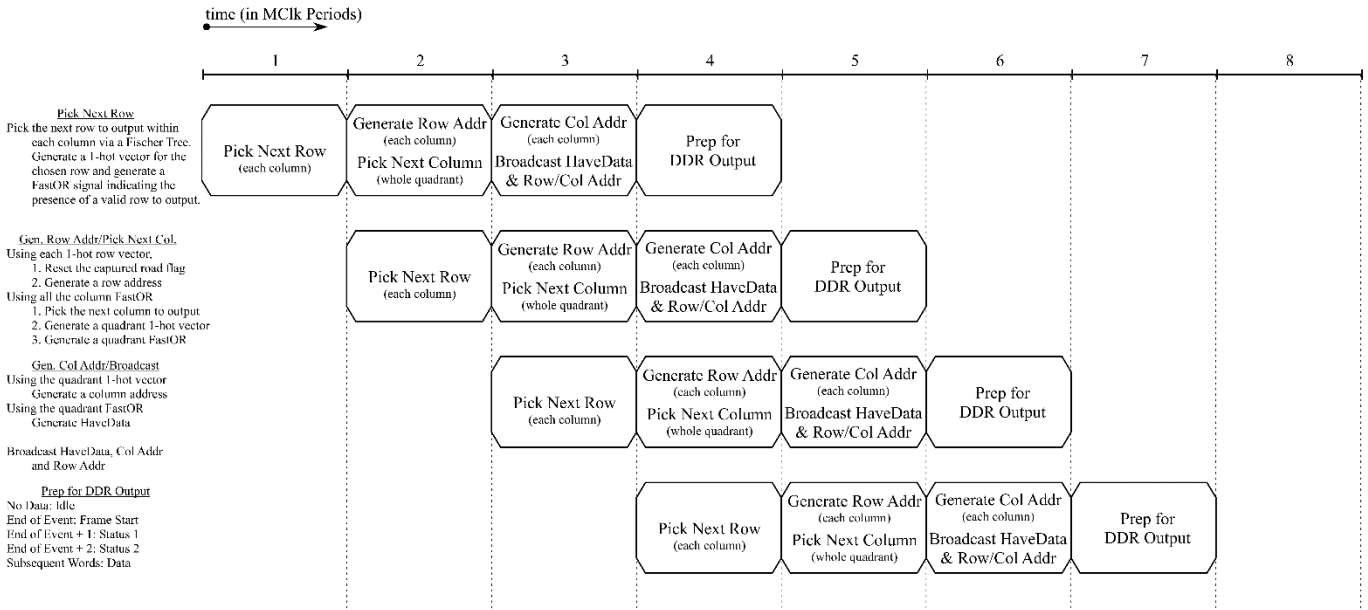 time (in MClk Periods)
1 2 3 4 5 6 7 8
Pick Next Row
Pick the next row to output within
each column via a Fischer Tree.
Generate a 1-hot vector for the
chosen row and generate a
FastOR signal indicating the
presence of a valid row to output.
Pick Next Row
(each column)
Generate Row Addr
(each column)
Pick Next Column
(whole quadrant)
Generate Col Addr
(each column)
Broadcast HaveData
& Row/Col Addr
Prep for
DDR Output
Gen. Row Addr/Pick Next Col.
Using each 1-hot row vector,
1. Reset the captured road flag
2. Generate a row address
Using all the column FastOR
1. Pick the next column to output
2. Generate a quadrant 1-hot vector
3. Generate a quadrant FastOR
Pick Next Row
(each column)
Generate Row Addr
(each column)
Pick Next Column
(whole quadrant)
Generate Col Addr
(each column)
Broadcast HaveData
& Row/Col Addr
Prep for
DDR Output
Gen. Col Addr/Broadcast
Using the quadrant 1-hot vector
Generate a column address
Using the quadrant FastOR
Generate HaveData
Broadcast HaveData, Col Addr
and Row Addr
Pick Next Row
(each column)
Generate Row Addr
(each column)
Pick Next Column
(whole quadrant)
Generate Col Addr
(each column)
Broadcast HaveData
& Row/Col Addr
Prep for
DDR Output
Prep for DDR Output
No Data: Idle
End of Event: Frame Start
End of Event + 1: Status 1
End of Event + 2: Status 2
Subsequent Words: Data
Pick Next Row
(each column)
Generate Row Addr
(each column)
Pick Next Column
(whole quadrant)
Generate Col Addr
(each column)
Broadcast HaveData
& Row/Col Addr
Prep for
DDR Output